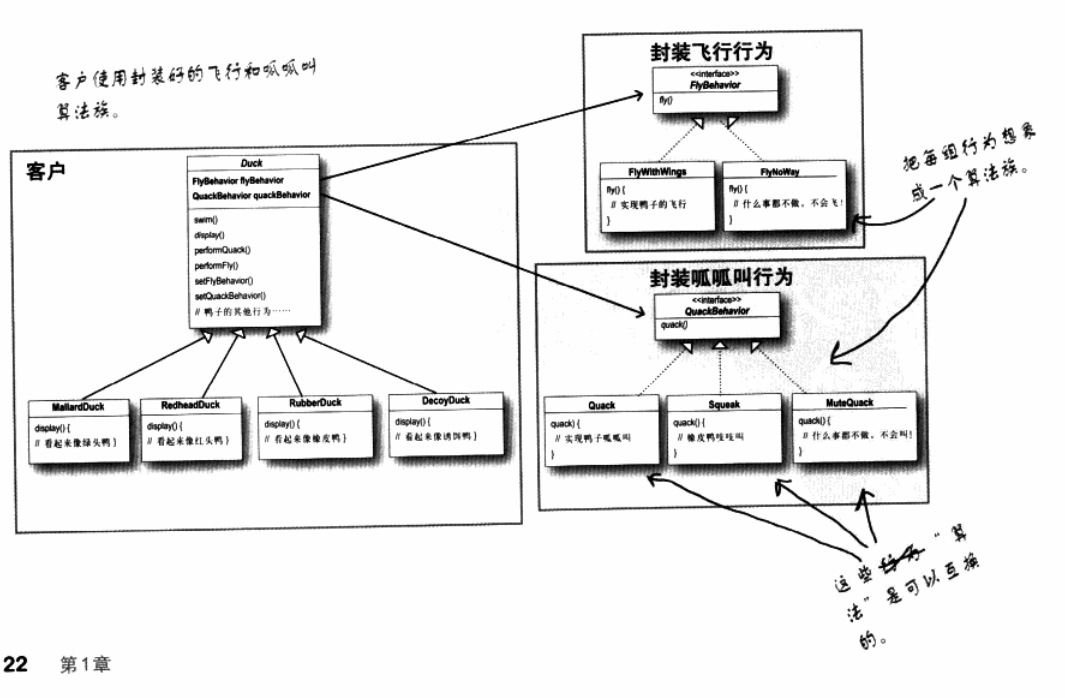 客户使用封装好的飞行和呱呱叫
算法族。
客户
Duck
FlyBehavior flyBehavior
QuackBehavior quackBehavior
swim()
display()
performQuack()
performFly()
setFlyBehavior()
setQuackBehavior()
// 鸭子的其他行为……
MallardDuck
display() {
// 看起来像绿头鸭 }
RedheadDuck
display() {
// 看起来像红头鸭 }
RubberDuck
display() {
// 看起来像橡皮鸭 }
DecoyDuck
display() {
// 看起来像诱饵鸭 }
封装飞行行为
<<interface>>
FlyBehavior
fly()
FlyWithWings
fly() {
// 实现鸭子的飞行
}
FlyNoWay
fly() {
// 什么事都不做，不会飞！
}
把每组行为想象
成一个算法族。
封装呱呱叫行为
<<interface>>
QuackBehavior
quack()
Quack
quack) {
// 实现鸭子呱呱叫
}
Squeak
quack() {
// 橡皮鸭吱吱叫
}
MuteQuack
quack() {
// 什么事都不做，不会叫！
}
这些行为“算
法”是可以互换
的。
22 第1章